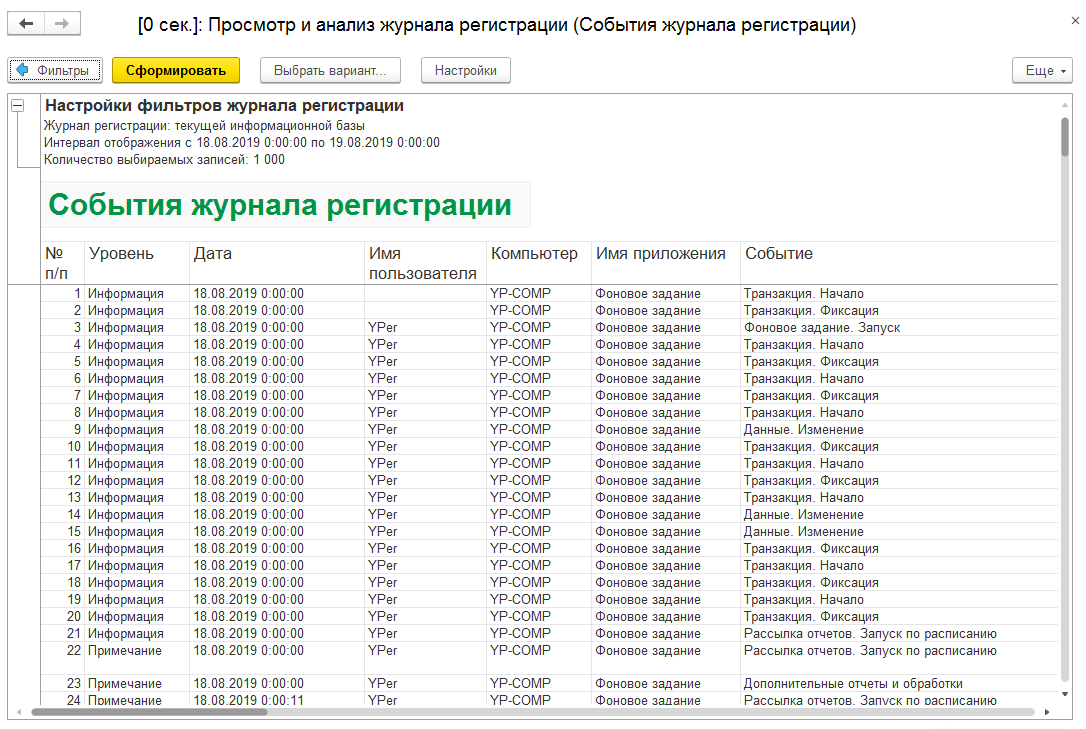 [0 сек.]: Просмотр и анализ журнала регистрации (События журнала регистрации)
Фильтры Сформировать Выбрать вариант... Настройки Еще
Настройки фильтров журнала регистрации
Журнал регистрации: текущей информационной базы
Интервал отображения с 18.08.2019 0:00:00 по 19.08.2019 0:00:00
Количество выбираемых записей: 1 000
События журнала регистрации
№ п/п Уровень Дата Имя пользователя Компьютер Имя приложения Событие
1 Информация 18.08.2019 0:00:00 YP-COMP Фоновое задание Транзакция. Начало
2 Информация 18.08.2019 0:00:00 YP-COMP Фоновое задание Транзакция. Фиксация
3 Информация 18.08.2019 0:00:00 YPer YP-COMP Фоновое задание Фоновое задание. Запуск
4 Информация 18.08.2019 0:00:00 YPer YP-COMP Фоновое задание Транзакция. Начало
5 Информация 18.08.2019 0:00:00 YPer YP-COMP Фоновое задание Транзакция. Фиксация
6 Информация 18.08.2019 0:00:00 YPer YP-COMP Фоновое задание Транзакция. Начало
7 Информация 18.08.2019 0:00:00 YPer YP-COMP Фоновое задание Транзакция. Фиксация
8 Информация 18.08.2019 0:00:00 YPer YP-COMP Фоновое задание Транзакция. Начало
9 Информация 18.08.2019 0:00:00 YPer YP-COMP Фоновое задание Данные. Изменение
10 Информация 18.08.2019 0:00:00 YPer YP-COMP Фоновое задание Транзакция. Фиксация
11 Информация 18.08.2019 0:00:00 YPer YP-COMP Фоновое задание Транзакция. Начало
12 Информация 18.08.2019 0:00:00 YPer YP-COMP Фоновое задание Транзакция. Фиксация
13 Информация 18.08.2019 0:00:00 YPer YP-COMP Фоновое задание Транзакция. Начало
14 Информация 18.08.2019 0:00:00 YPer YP-COMP Фоновое задание Данные. Изменение
15 Информация 18.08.2019 0:00:00 YPer YP-COMP Фоновое задание Данные. Изменение
16 Информация 18.08.2019 0:00:00 YPer YP-COMP Фоновое задание Транзакция. Фиксация
17 Информация 18.08.2019 0:00:00 YPer YP-COMP Фоновое задание Транзакция. Начало
18 Информация 18.08.2019 0:00:00 YPer YP-COMP Фоновое задание Транзакция. Фиксация
19 Информация 18.08.2019 0:00:00 YPer YP-COMP Фоновое задание Транзакция. Начало
20 Информация 18.08.2019 0:00:00 YPer YP-COMP Фоновое задание Транзакция. Фиксация
21 Информация 18.08.2019 0:00:00 YPer YP-COMP Фоновое задание Рассылка отчетов. Запуск по расписанию
22 Примечание 18.08.2019 0:00:00 YPer YP-COMP Фоновое задание Рассылка отчетов. Запуск по расписанию
23 Примечание 18.08.2019 0:00:00 YPer YP-COMP Фоновое задание Дополнительные отчеты и обработки
24 Примечание 18.08.2019 0:00:11 YPer YP-COMP Фоновое задание Рассылка отчетов. Запуск по расписанию